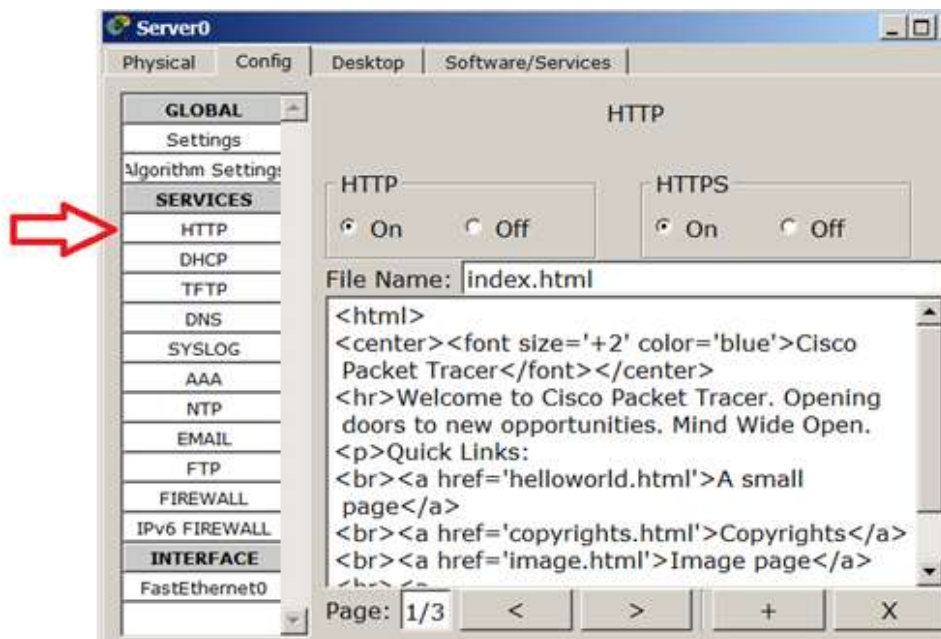 Server0
Physical Config Desktop Software/Services
GLOBAL
Settings
Algorithm Settings
SERVICES
HTTP
DHCP
TFTP
DNS
SYSLOG
AAA
NTP
EMAIL
FTP
FIREWALL
IPv6 FIREWALL
INTERFACE
FastEthernet0
HTTP
HTTP
On Off
HTTPS
On Off
File Name: index.html
<html>
<center><font size='+2' color='blue'>Cisco
Packet Tracer</font></center>
<hr>Welcome to Cisco Packet Tracer. Opening
doors to new opportunities. Mind Wide Open.
<p>Quick Links:
<br><a href='helloworld.html'>A small
page</a>
<br><a href='copyrights.html'>Copyrights</a>
<br><a href='image.html'>Image page</a>
Page: 1/3 < > + X